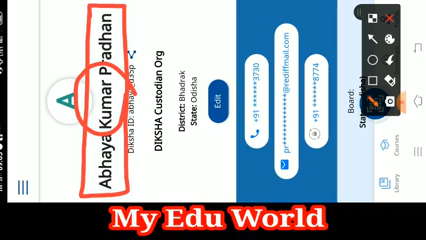 A
Abhaya Kumar Pradhan
DIKSHA Custodian Org
District: Bhadrak
State: Odisha
Edit
+91 ******3730
pr**********@rediffmail.com
+91 ******8774
Board:
Courses
Library
My Edu World